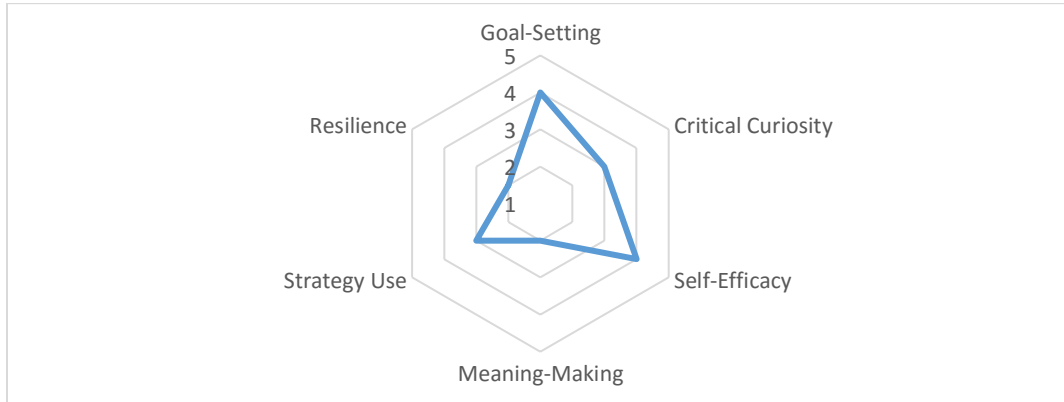 Goal-Setting
5
4
3
2
1
Resilience
Critical Curiosity
Strategy Use
Self-Efficacy
Meaning-Making